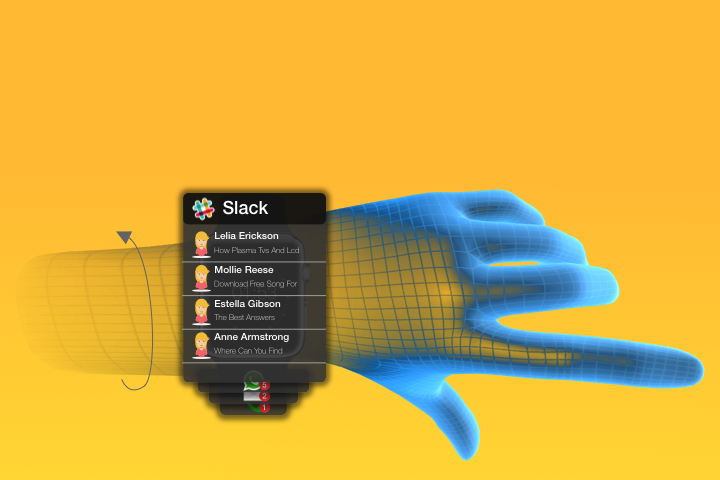 Slack
Lelia Erickson
How Plasma Tvs And Lcd
Mollie Reese
Download Free Song For
Estella Gibson
The Best Answers
Anne Armstrong
Where Can You Find
5
2
1